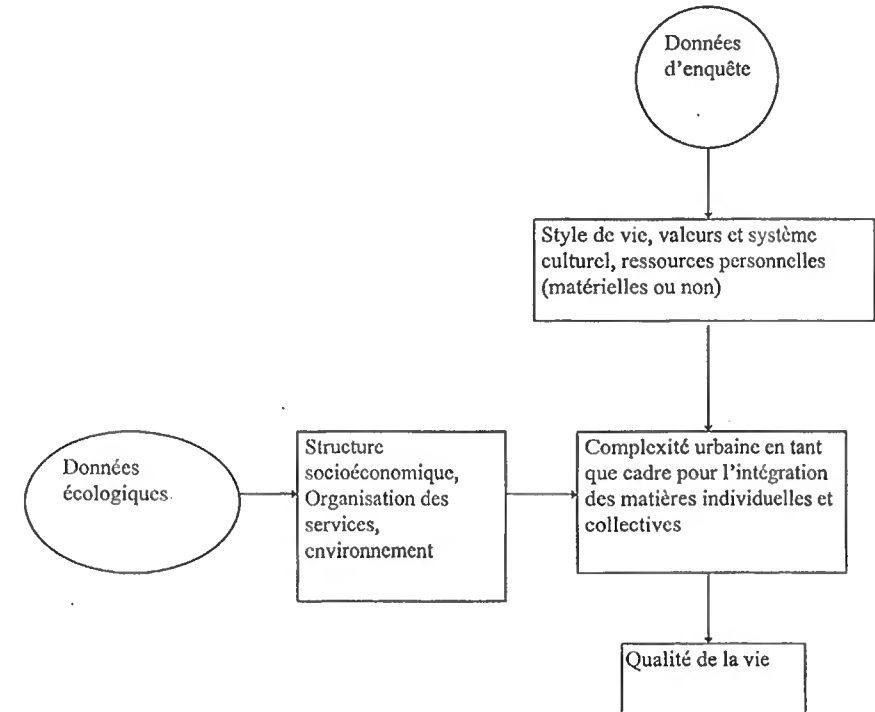 Données
d'enquête
Style de vie, valeurs et système
culturel, ressources personnelles
(matérielles ou non)
Données
écologiques
Structure
socioéconomique,
Organisation des
services,
environnement
Complexité urbaine en tant
que cadre pour l'intégration
des matières individuelles et
collectives
Qualité de la vie